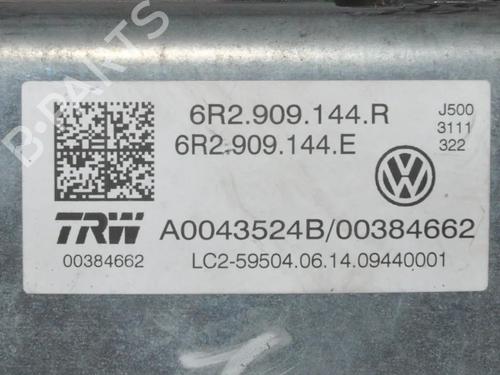 6R2.909.144.R
6R2.909.144.E
J500
3111
322
TRW
A0043524B/00384662
00384662
LC2-59504.06.14.09440001
B-PARTS